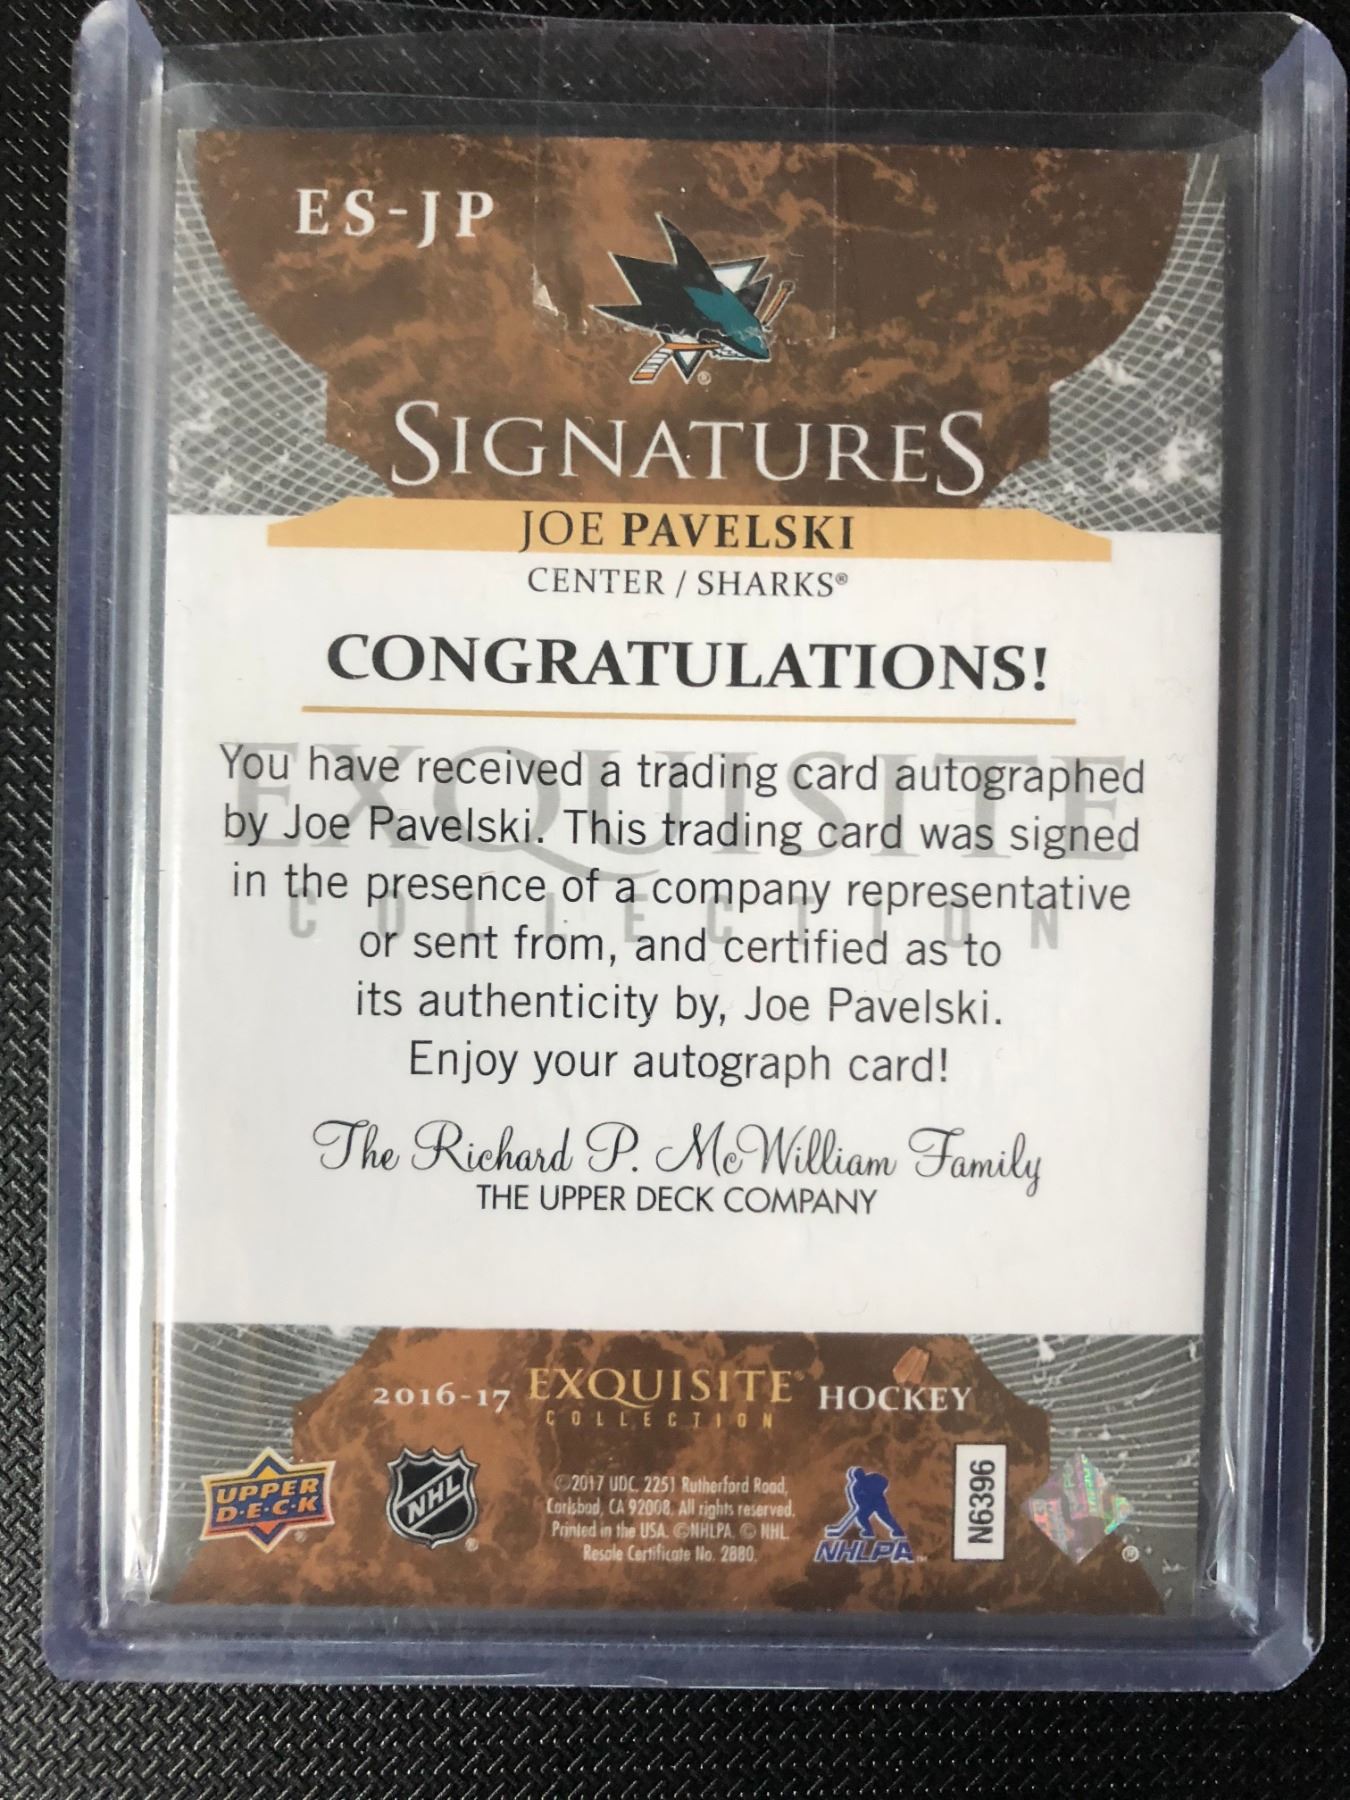 ES-JP
®
SIGNATURES
JOE PAVELSKI
CENTER / SHARKS®
CONGRATULATIONS!
EXQUISITE
COLLECTION
You have received a trading card autographed
by Joe Pavelski. This trading card was signed
in the presence of a company representative
or sent from, and certified as to
its authenticity by, Joe Pavelski.
Enjoy your autograph card!
The Richard P. McWilliam Family
THE UPPER DECK COMPANY
2016-17 EXQUISITE® HOCKEY
COLLECTION
UPPER
D·E·C·K
®
NHL
®
©2017 UDC. 2251 Rutherford Road,
Carlsbad, CA 92008. All rights reserved.
Printed in the USA. ©NHLPA. © NHL.
Resale Certificate No. 2880.
NHLPA™
N6396
®